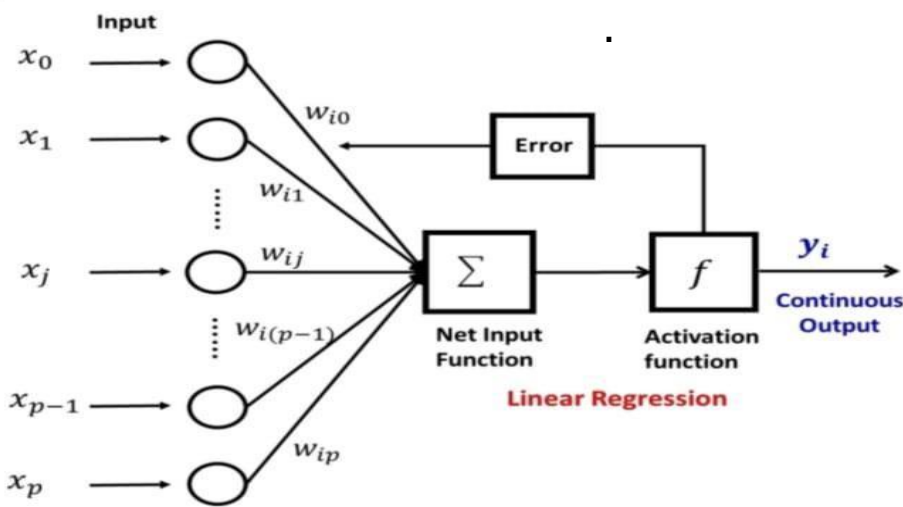 Input
x₀
x₁
xⱼ
xₚ₋₁
xₚ
wᵢ₀
wᵢ₁
wᵢⱼ
wᵢ₍ₚ₋₁₎
wᵢₚ
Error
Σ
f
yᵢ
Net Input
Function
Activation
function
Continuous
Output
Linear Regression